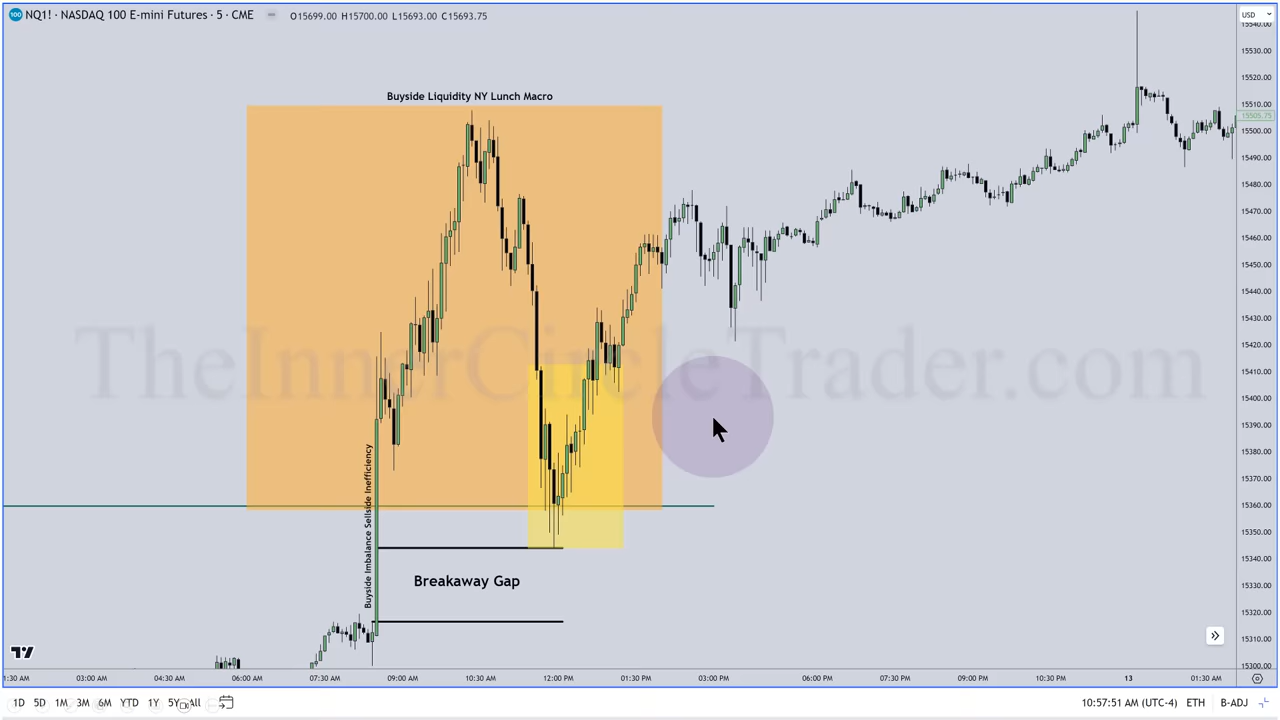 NQ1! · NASDAQ 100 E-mini Futures · 5 · CME
O15699.00 H15700.00 L15693.00 C15693.75
USD
15540.00
15530.00
15520.00
15510.00
15505.75
15500.00
15490.00
15480.00
15470.00
15460.00
15450.00
15440.00
15430.00
15420.00
15410.00
15400.00
15390.00
15380.00
15370.00
15360.00
15350.00
15340.00
15330.00
15320.00
15310.00
15300.00
Buyside Liquidity NY Lunch Macro
TheInnerCircleTrader.com
Buyside Imbalance Sellside Inefficiency
Breakaway Gap
1:30 AM 03:00 AM 04:30 AM 06:00 AM 07:30 AM 09:00 AM 10:30 AM 12:00 PM 01:30 PM 03:00 PM 06:00 PM 07:30 PM 09:00 PM 10:30 PM 13 01:30 AM
1D 5D 1M 3M 6M YTD 1Y 5Y All
10:57:51 AM (UTC-4) ETH B-ADJ